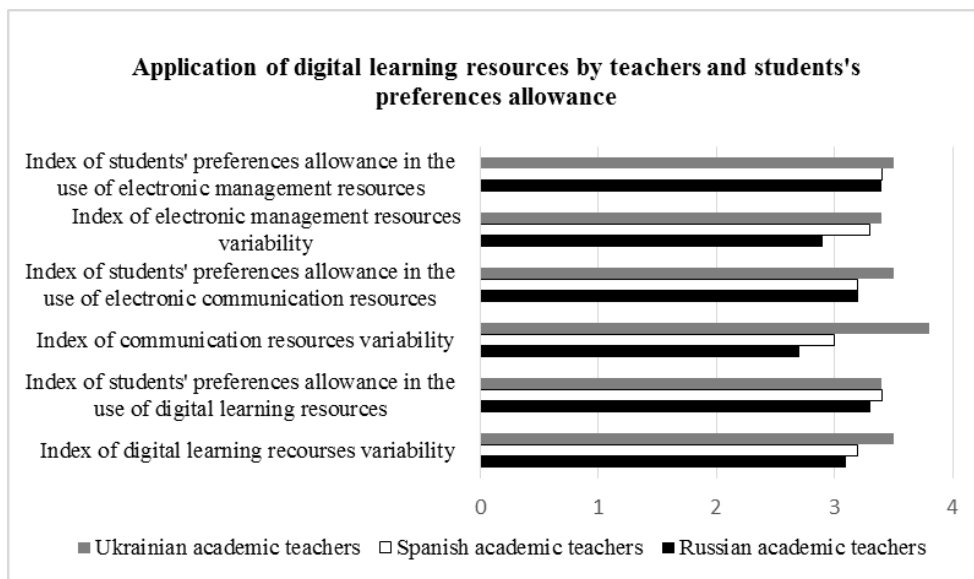 Application of digital learning resources by teachers and students's
preferences allowance
Index of students' preferences allowance in the
use of electronic management resources
Index of electronic management resources
variability
Index of students' preferences allowance in the
use of electronic communication resources
Index of communication resources variability
Index of students' preferences allowance in the
use of digital learning resources
Index of digital learning recourses variability
0 1 2 3 4
Ukrainian academic teachers Spanish academic teachers Russian academic teachers